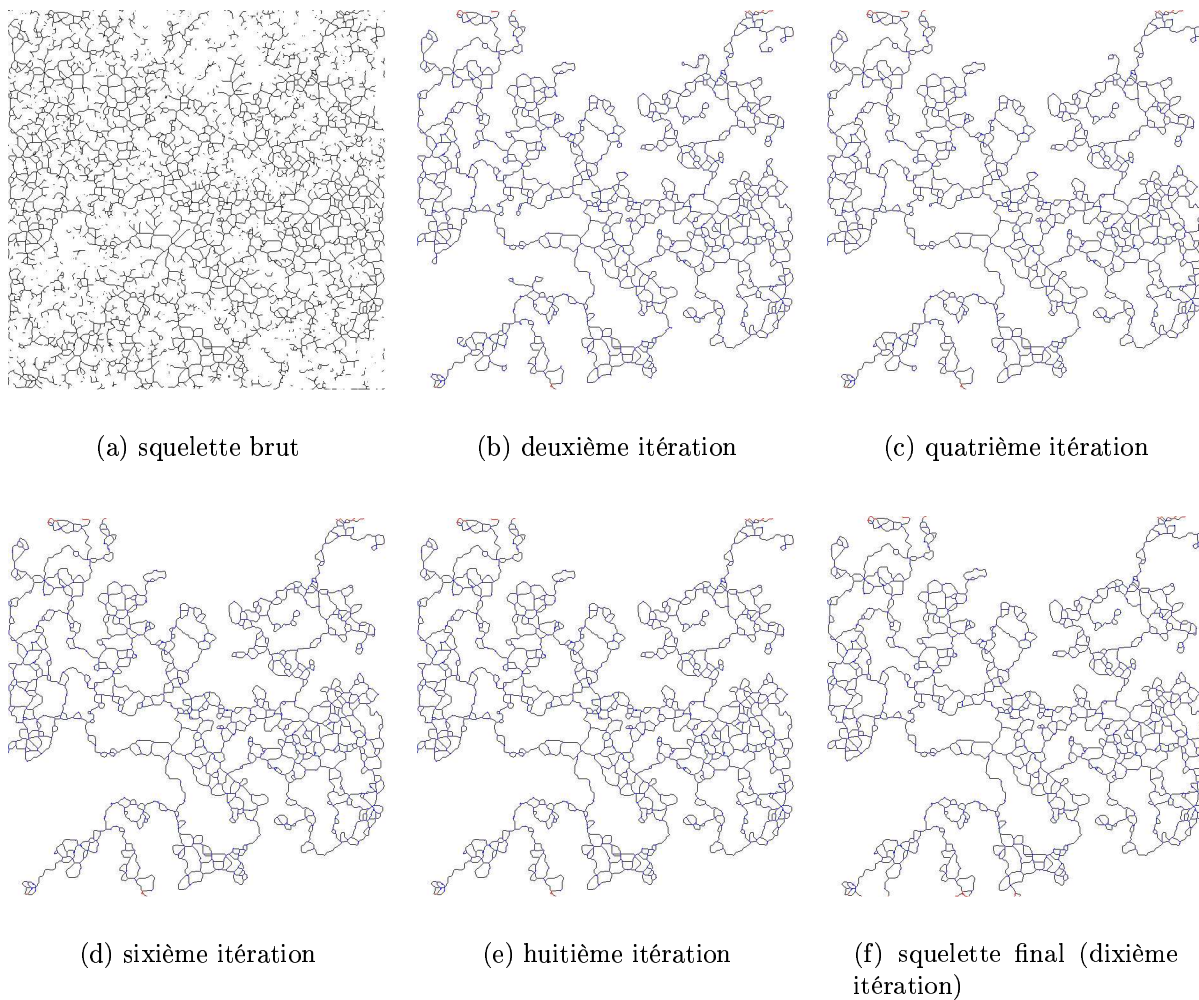 (a) squelette brut
(b) deuxième itération
(c) quatrième itération
(d) sixième itération
(e) huitième itération
(f) squelette final (dixième
itération)